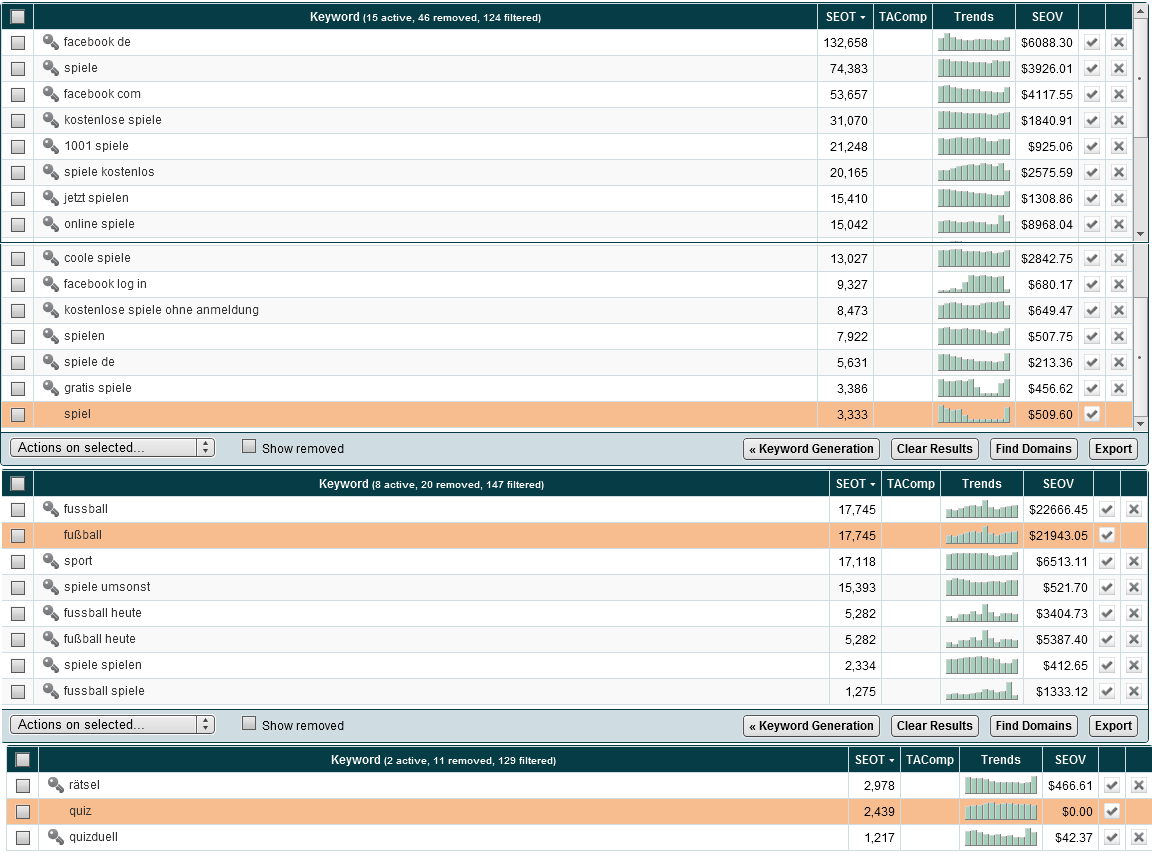 Keyword (15 active, 46 removed, 124 filtered) SEOT TAComp Trends SEOV
facebook de 132,658 $6088.30
spiele 74,383 $3926.01
facebook com 53,657 $4117.55
kostenlose spiele 31,070 $1840.91
1001 spiele 21,248 $925.06
spiele kostenlos 20,165 $2575.59
jetzt spielen 15,410 $1308.86
online spiele 15,042 $8968.04
coole spiele 13,027 $2842.75
facebook log in 9,327 $680.17
kostenlose spiele ohne anmeldung 8,473 $649.47
spielen 7,922 $507.75
spiele de 5,631 $213.36
gratis spiele 3,386 $456.62
spiel 3,333 $509.60
Actions on selected... Show removed « Keyword Generation Clear Results Find Domains Export
Keyword (8 active, 20 removed, 147 filtered) SEOT TAComp Trends SEOV
fussball 17,745 $22666.45
fußball 17,745 $21943.05
sport 17,118 $6513.11
spiele umsonst 15,393 $521.70
fussball heute 5,282 $3404.73
fußball heute 5,282 $5387.40
spiele spielen 2,334 $412.65
fussball spiele 1,275 $1333.12
Actions on selected... Show removed « Keyword Generation Clear Results Find Domains Export
Keyword (2 active, 11 removed, 129 filtered) SEOT TAComp Trends SEOV
rätsel 2,978 $466.61
quiz 2,439 $0.00
quizduell 1,217 $42.37